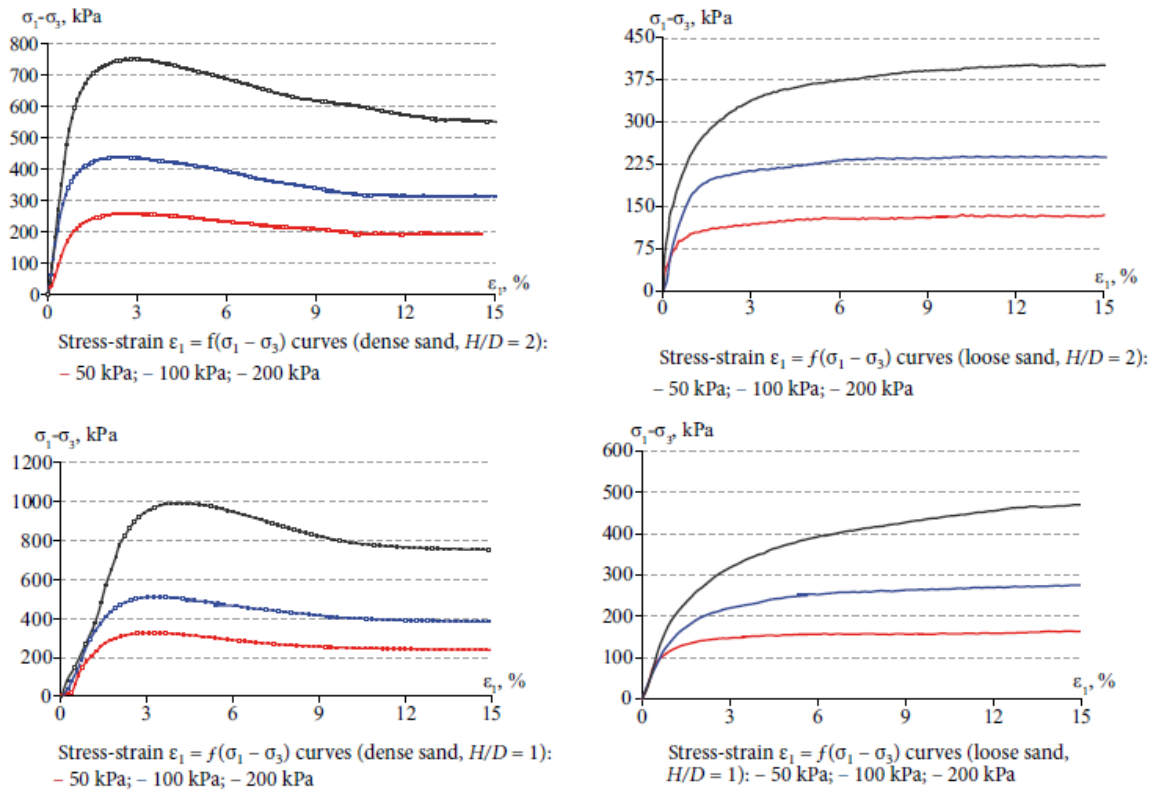 σ₁-σ₃, kPa
800
700
600
500
400
300
200
100
0
0 3 6 9 12 15
ε₁, %
Stress-strain ε₁ = f(σ₁ – σ₃) curves (dense sand, H/D = 2):
– 50 kPa; – 100 kPa; – 200 kPa
σ₁-σ₃, kPa
450
375
300
225
150
75
0
0 3 6 9 12 15
ε₁, %
Stress-strain ε₁ = f(σ₁ – σ₃) curves (loose sand, H/D = 2):
– 50 kPa; – 100 kPa; – 200 kPa
σ₁-σ₃, kPa
1200
1000
800
600
400
200
0
0 3 6 9 12 15
ε₁, %
Stress-strain ε₁ = f(σ₁ – σ₃) curves (dense sand, H/D = 1):
– 50 kPa; – 100 kPa; – 200 kPa
σ₁-σ₃, kPa
600
500
400
300
200
100
0
0 3 6 9 12 15
ε₁, %
Stress-strain ε₁ = f(σ₁ – σ₃) curves (loose sand,
H/D = 1): – 50 kPa; – 100 kPa; – 200 kPa